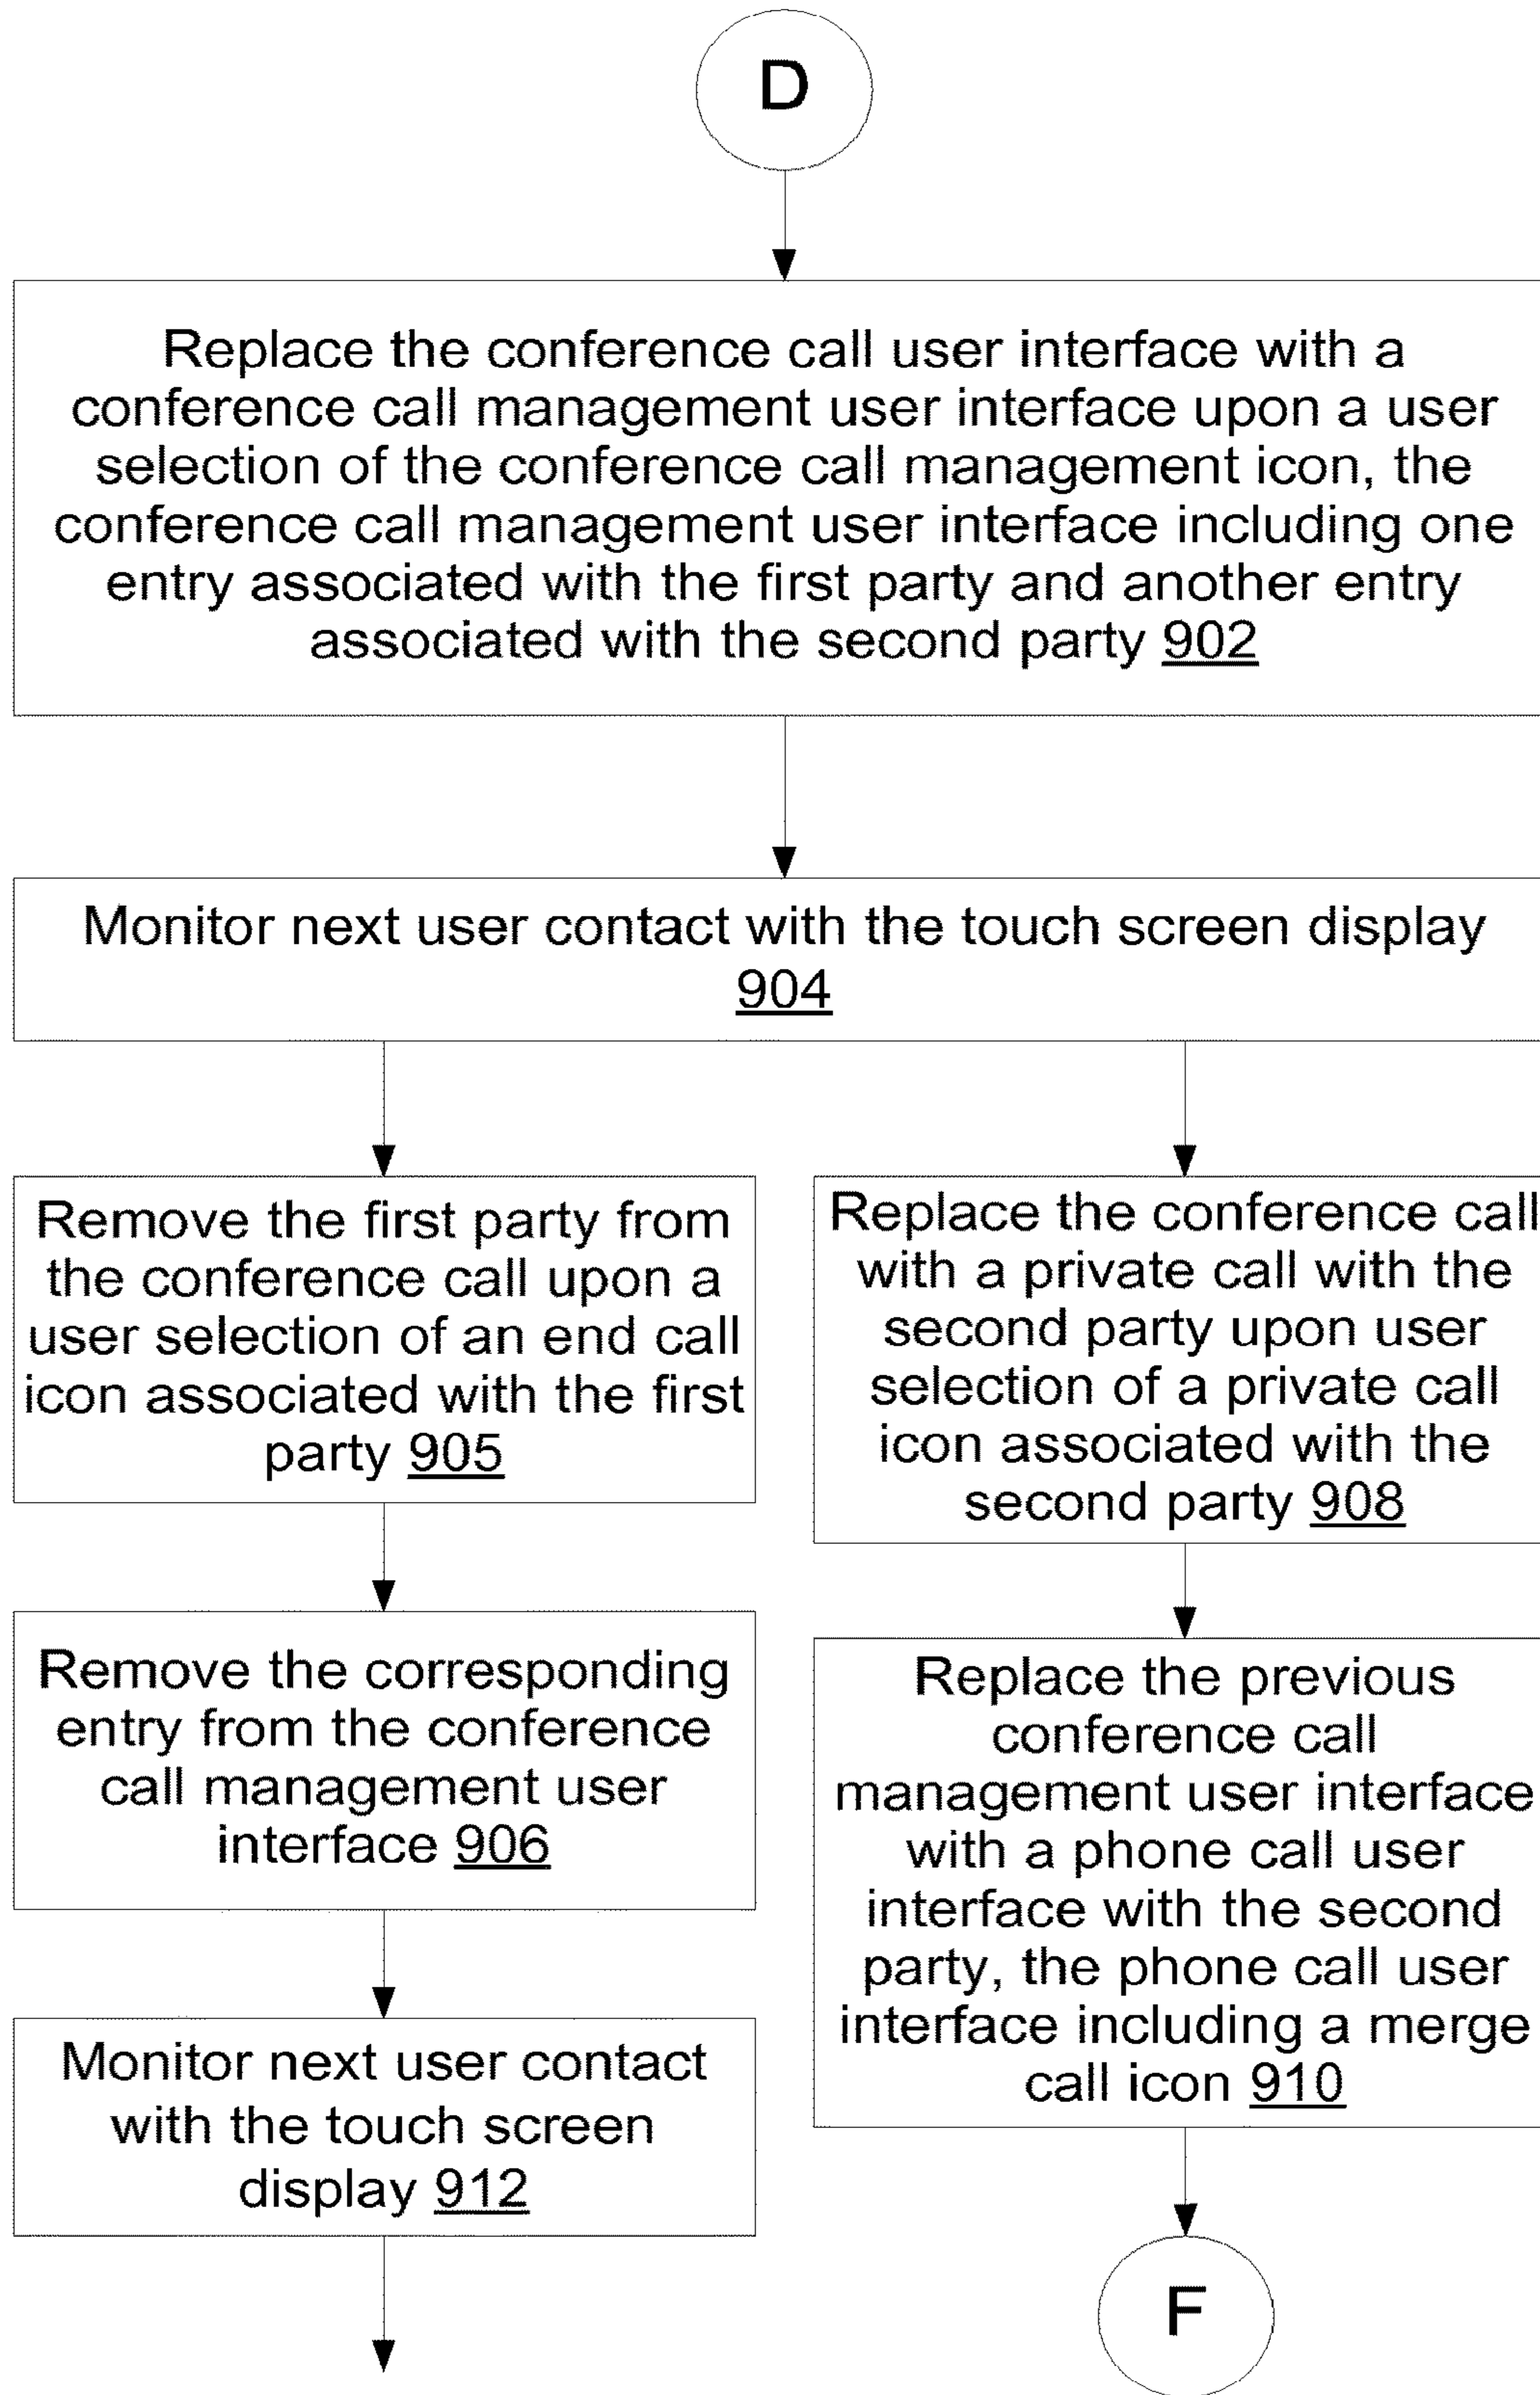 D
Replace the conference call user interface with a
conference call management user interface upon a user
selection of the conference call management icon, the
conference call management user interface including one
entry associated with the first party and another entry
associated with the second party 902
Monitor next user contact with the touch screen display
904
Remove the first party from
the conference call upon a
user selection of an end call
icon associated with the first
party 905
Remove the corresponding
entry from the conference
call management user
interface 906
Monitor next user contact
with the touch screen
display 912
Replace the conference call
with a private call with the
second party upon user
selection of a private call
icon associated with the
second party 908
Replace the previous
conference call
management user interface
with a phone call user
interface with the second
party, the phone call user
interface including a merge
call icon 910
F